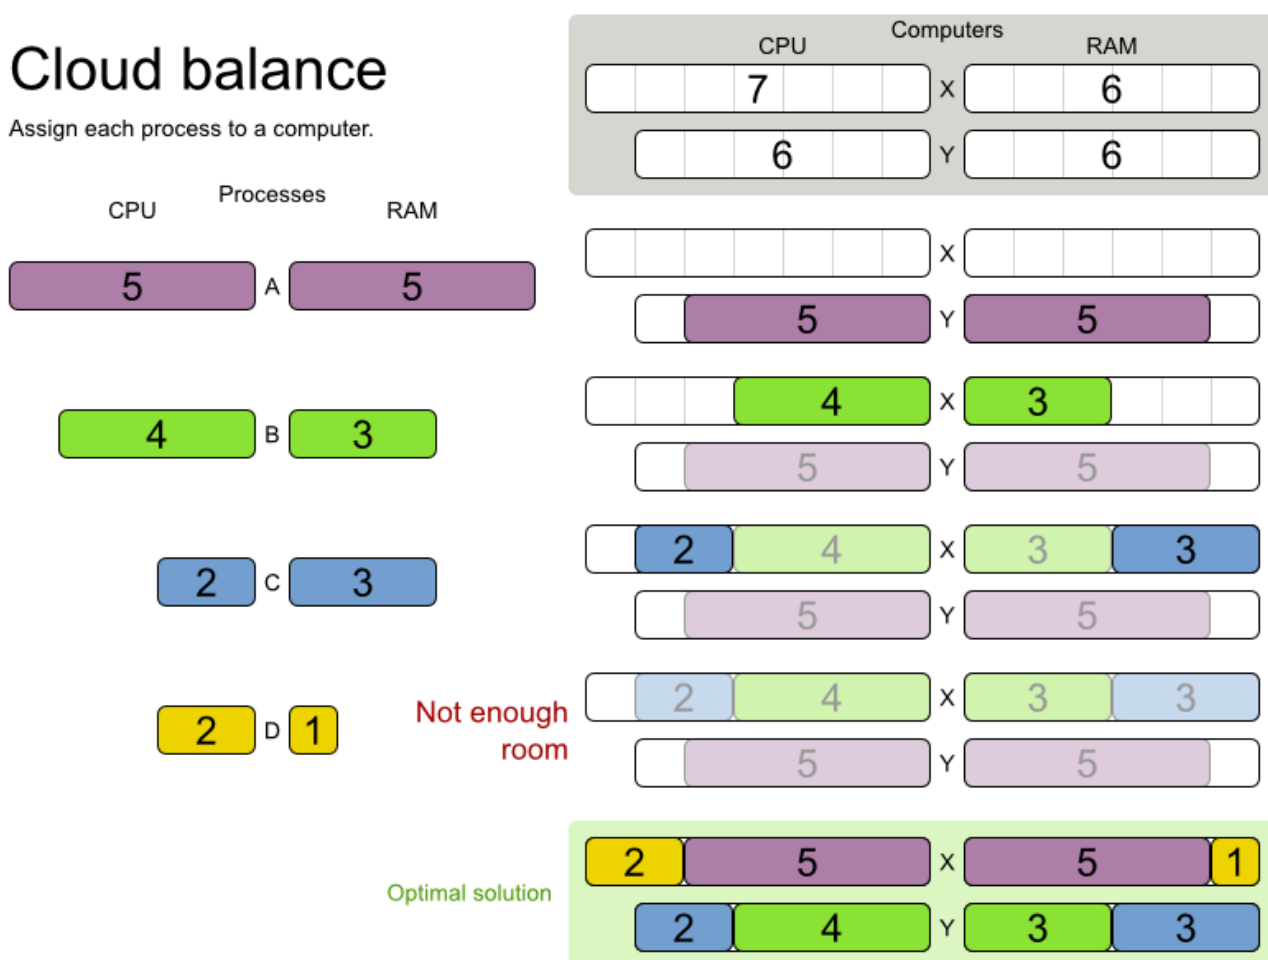 Cloud balance
Assign each process to a computer.
Computers
CPU RAM
7 X 6
6 Y 6
Processes
CPU RAM
X
5 A 5
5 Y 5
4 X 3
4 B 3
5 Y 5
2 4 X 3 3
2 C 3
5 Y 5
2 4 X 3 3
Not enough
room
2 D 1
5 Y 5
2 5 X 5 1
Optimal solution
2 4 Y 3 3